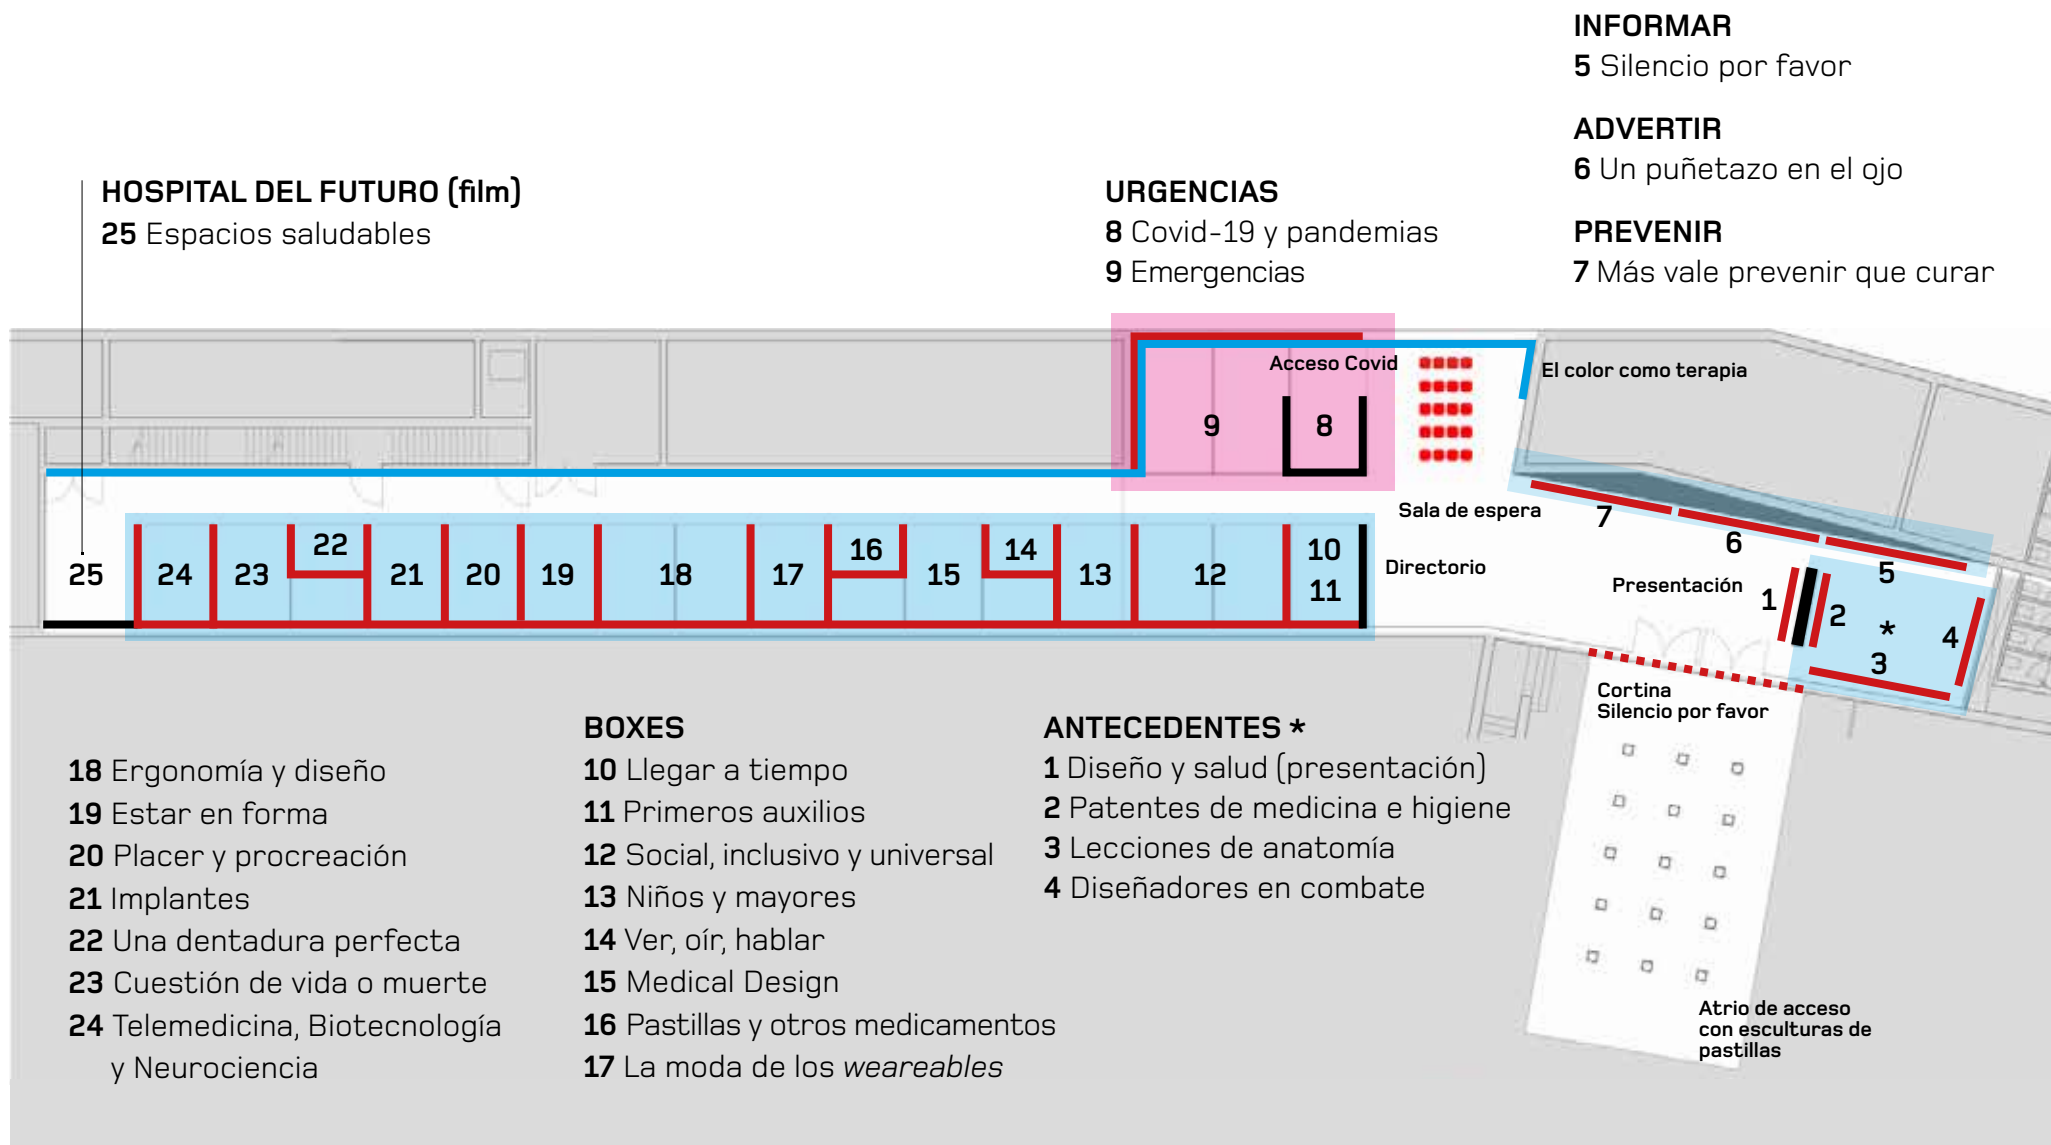 INFORMAR
5 Silencio por favor
ADVERTIR
6 Un puñetazo en el ojo
PREVENIR
7 Más vale prevenir que curar
HOSPITAL DEL FUTURO (film)
25 Espacios saludables
URGENCIAS
8 Covid-19 y pandemias
9 Emergencias
Acceso Covid
El color como terapia
9
8
Sala de espera
7
6
5
Directorio
Presentación
1
2
*
3
4
25
24
23
22
21
20
19
18
17
16
15
14
13
12
10
11
Cortina
Silencio por favor
18 Ergonomía y diseño
19 Estar en forma
20 Placer y procreación
21 Implantes
22 Una dentadura perfecta
23 Cuestión de vida o muerte
24 Telemedicina, Biotecnología
y Neurociencia
BOXES
10 Llegar a tiempo
11 Primeros auxilios
12 Social, inclusivo y universal
13 Niños y mayores
14 Ver, oír, hablar
15 Medical Design
16 Pastillas y otros medicamentos
17 La moda de los weareables
ANTECEDENTES *
1 Diseño y salud (presentación)
2 Patentes de medicina e higiene
3 Lecciones de anatomía
4 Diseñadores en combate
Atrio de acceso
con esculturas de
pastillas